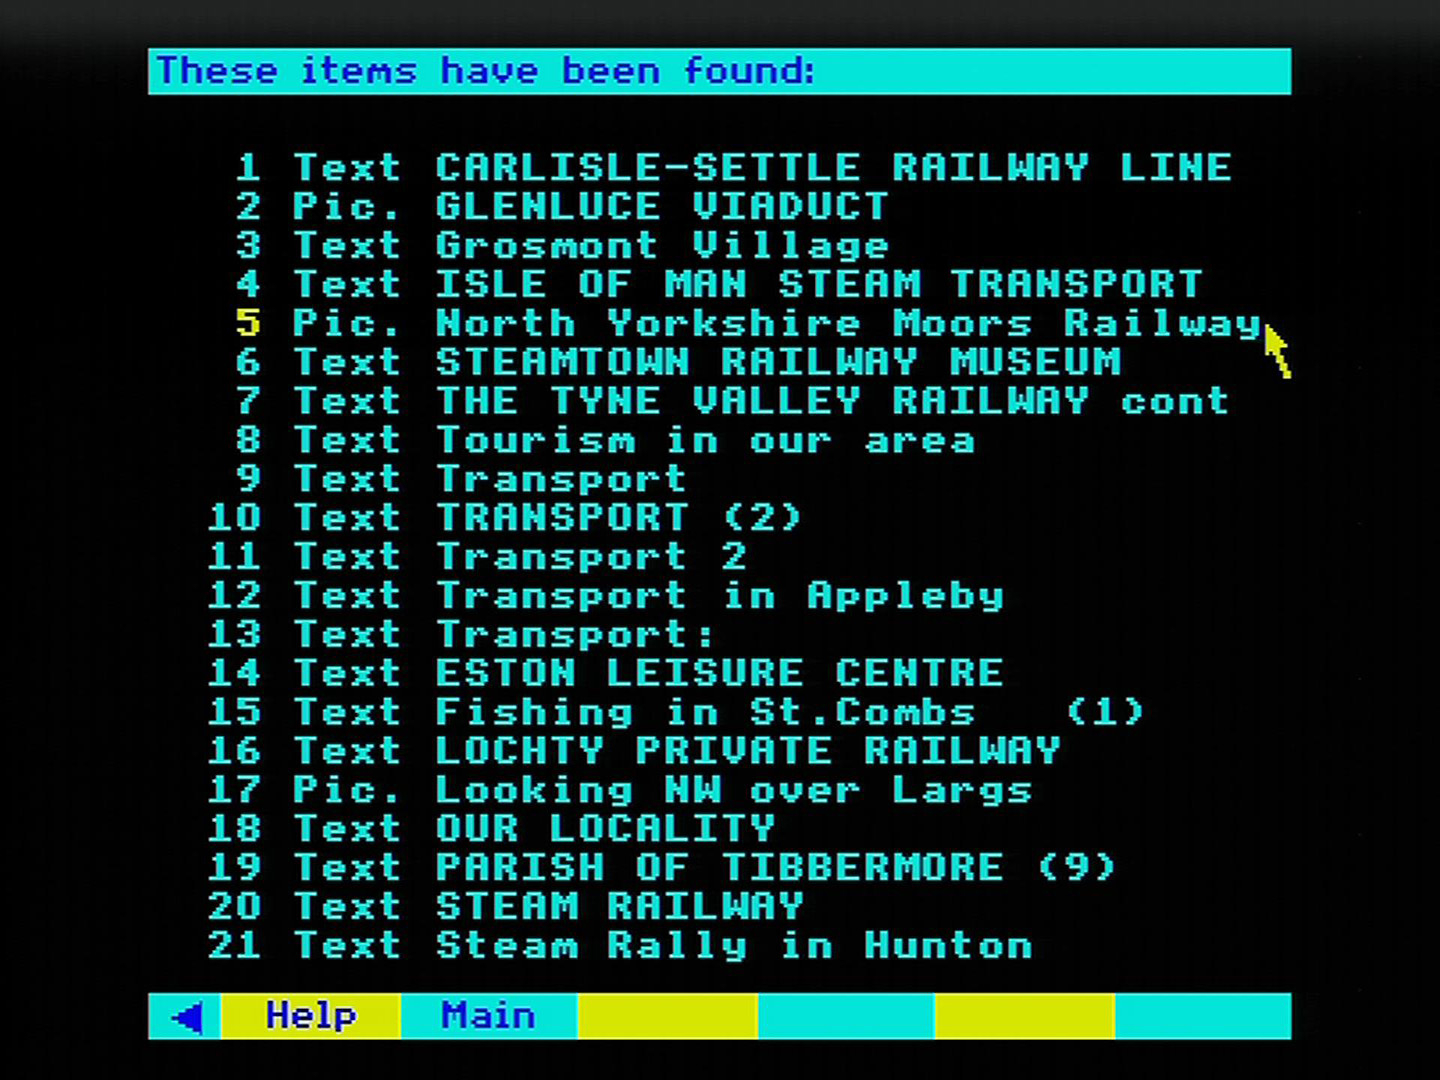 These items have been found:
1 Text CARLISLE-SETTLE RAILWAY LINE
2 Pic. GLENLUCE VIADUCT
3 Text Grosmont Village
4 Text ISLE OF MAN STEAM TRANSPORT
5 Pic. North Yorkshire Moors Railway
6 Text STEAMTOWN RAILWAY MUSEUM
7 Text THE TYNE VALLEY RAILWAY cont
8 Text Tourism in our area
9 Text Transport
10 Text TRANSPORT (2)
11 Text Transport 2
12 Text Transport in Appleby
13 Text Transport:
14 Text ESTON LEISURE CENTRE
15 Text Fishing in St.Combs (1)
16 Text LOCHTY PRIVATE RAILWAY
17 Pic. Looking NW over Largs
18 Text OUR LOCALITY
19 Text PARISH OF TIBBERMORE (9)
20 Text STEAM RAILWAY
21 Text Steam Rally in Hunton
Help Main